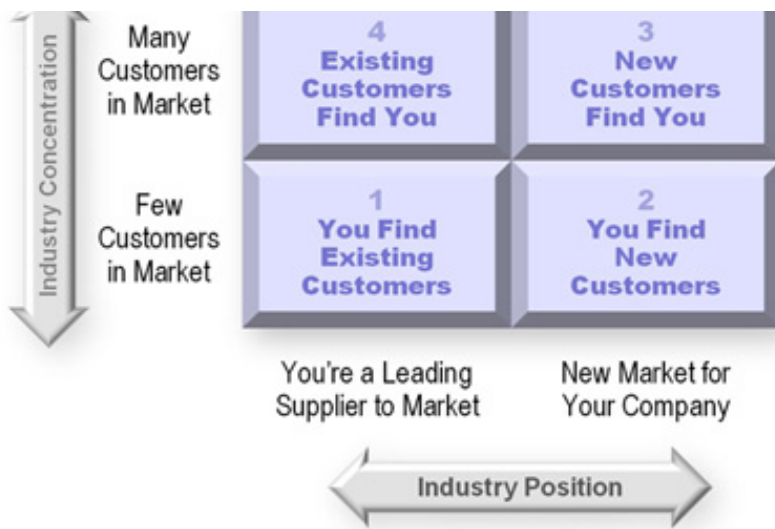 Industry Concentration
Many
Customers
in Market
4
Existing
Customers
Find You
3
New
Customers
Find You
Few
Customers
in Market
1
You Find
Existing
Customers
2
You Find
New
Customers
You're a Leading
Supplier to Market
New Market for
Your Company
Industry Position